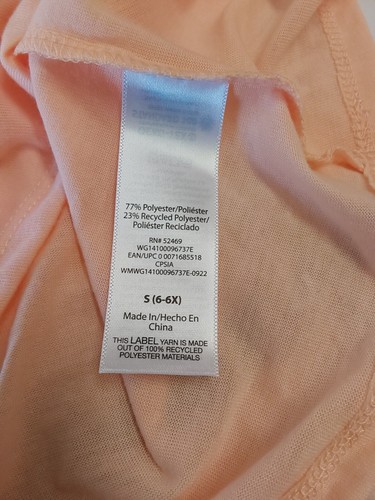 77% Polyester/Poliéster
23% Recycled Polyester/
Poliéster Reciclado
RN# 52469
WG14100096737E
EAN/UPC 0 0071685518
CPSIA
WMWG14100096737E-0922
S (6-6X)
Made In/Hecho En
China
THIS LABEL YARN IS MADE
OUT OF 100% RECYCLED
POLYESTER MATERIALS